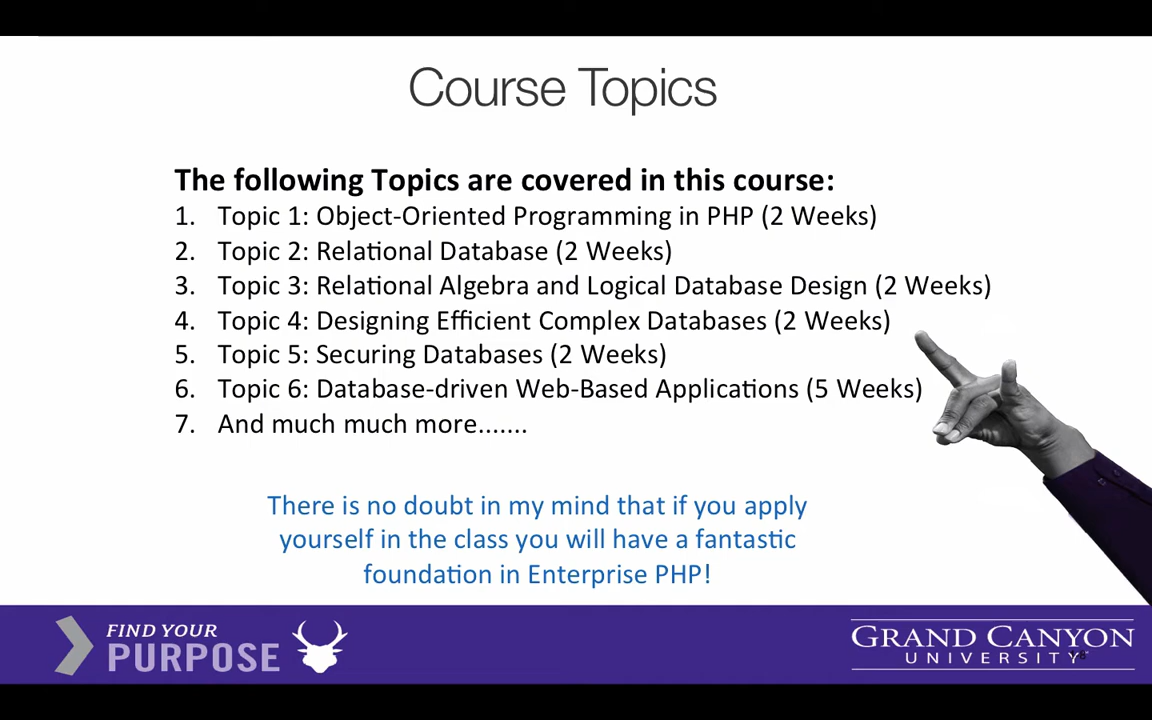 Course Topics
The following Topics are covered in this course:
1. Topic 1: Object-Oriented Programming in PHP (2 Weeks)
2. Topic 2: Relational Database (2 Weeks)
3. Topic 3: Relational Algebra and Logical Database Design (2 Weeks)
4. Topic 4: Designing Efficient Complex Databases (2 Weeks)
5. Topic 5: Securing Databases (2 Weeks)
6. Topic 6: Database-driven Web-Based Applications (5 Weeks)
7. And much much more.......
There is no doubt in my mind that if you apply
yourself in the class you will have a fantastic
foundation in Enterprise PHP!
FIND YOUR
PURPOSE
GRAND CANYON
UNIVERSITY